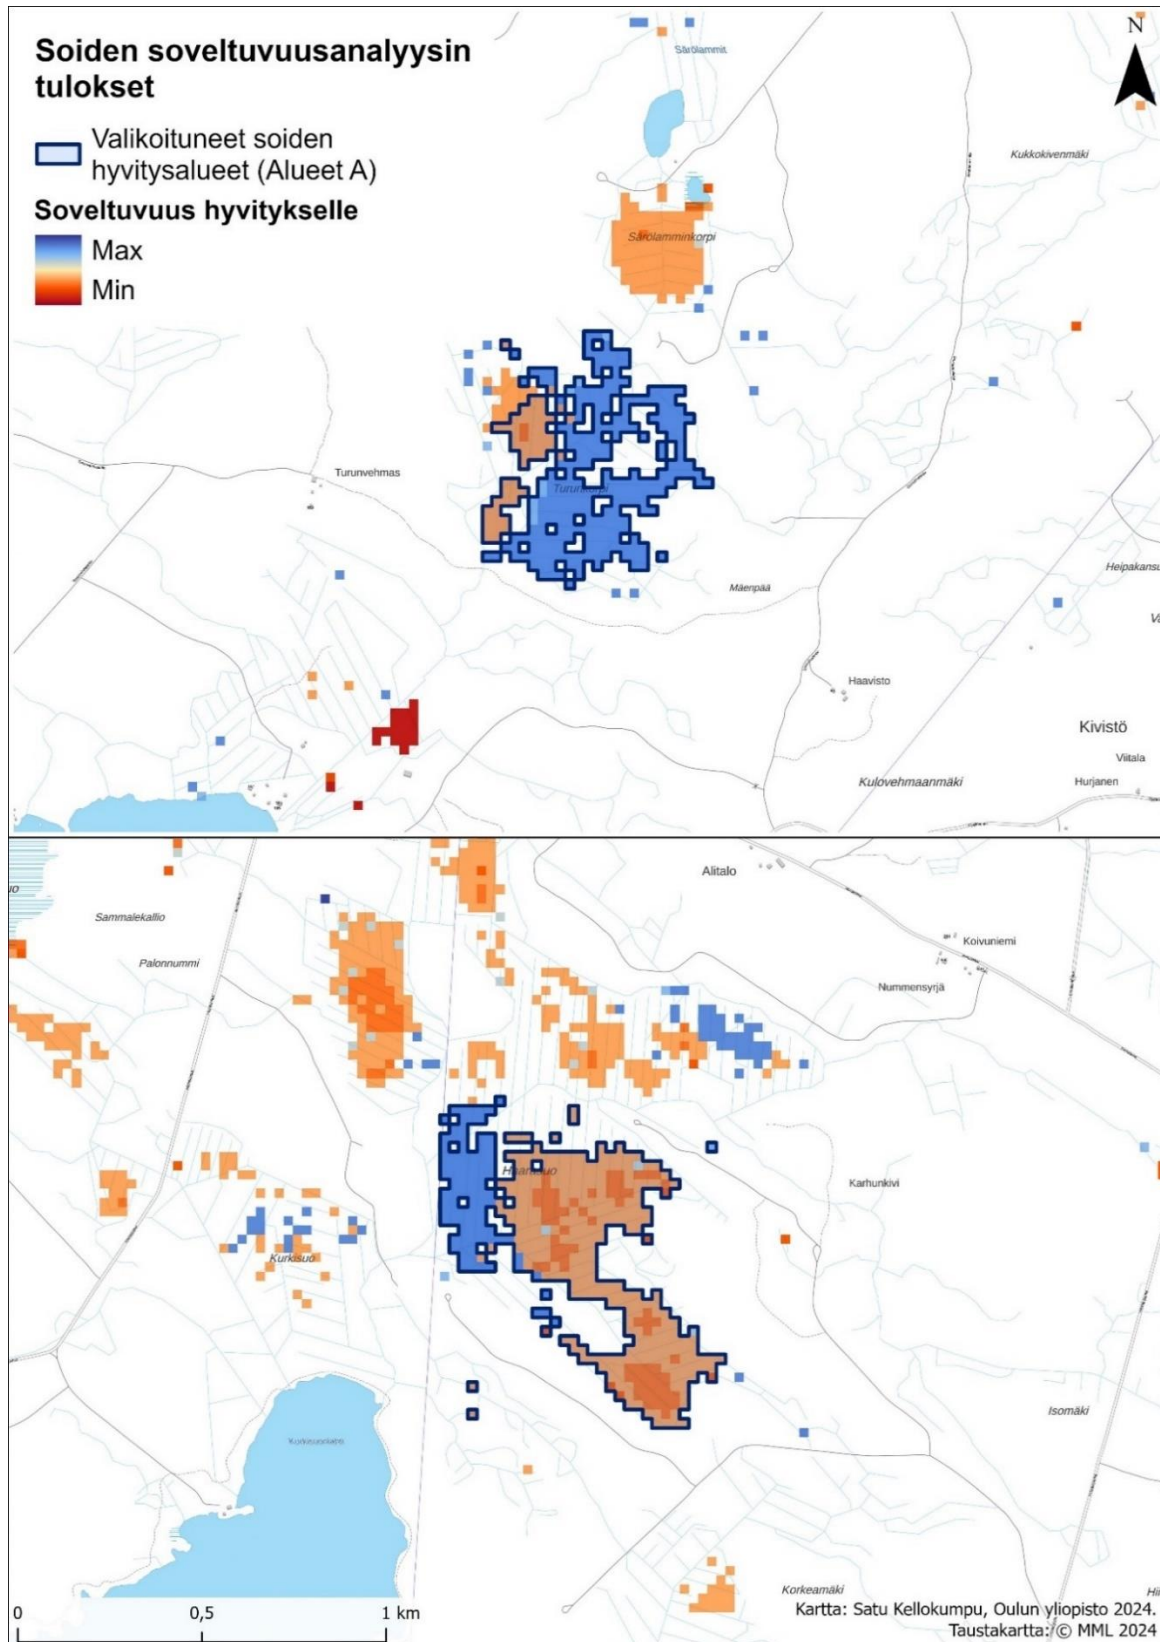 Soiden soveltuvuusanalyysin
tulokset
Valikoituneet soiden
hyvitysalueet (Alueet A)
Soveltuvuus hyvitykselle
Max
Min
N
Särölammit
Kukkokivenmäki
Särölamminkorpi
Turunvehmas
Turunkorpi
Heipakansu
Mäenpää
Haavisto
Kivistö
Viitala
Kulovehmaanmäki
Hurjanen
Alitalo
Sammalekallio
Koivuniemi
Palonnummi
Nummensyrjä
Karhunkivi
Kurkisuo
Isomäki
Korkeamäki
0
0,5
1 km
Kartta: Satu Kellokumpu, Oulun yliopisto 2024.
Taustakartta: © MML 2024